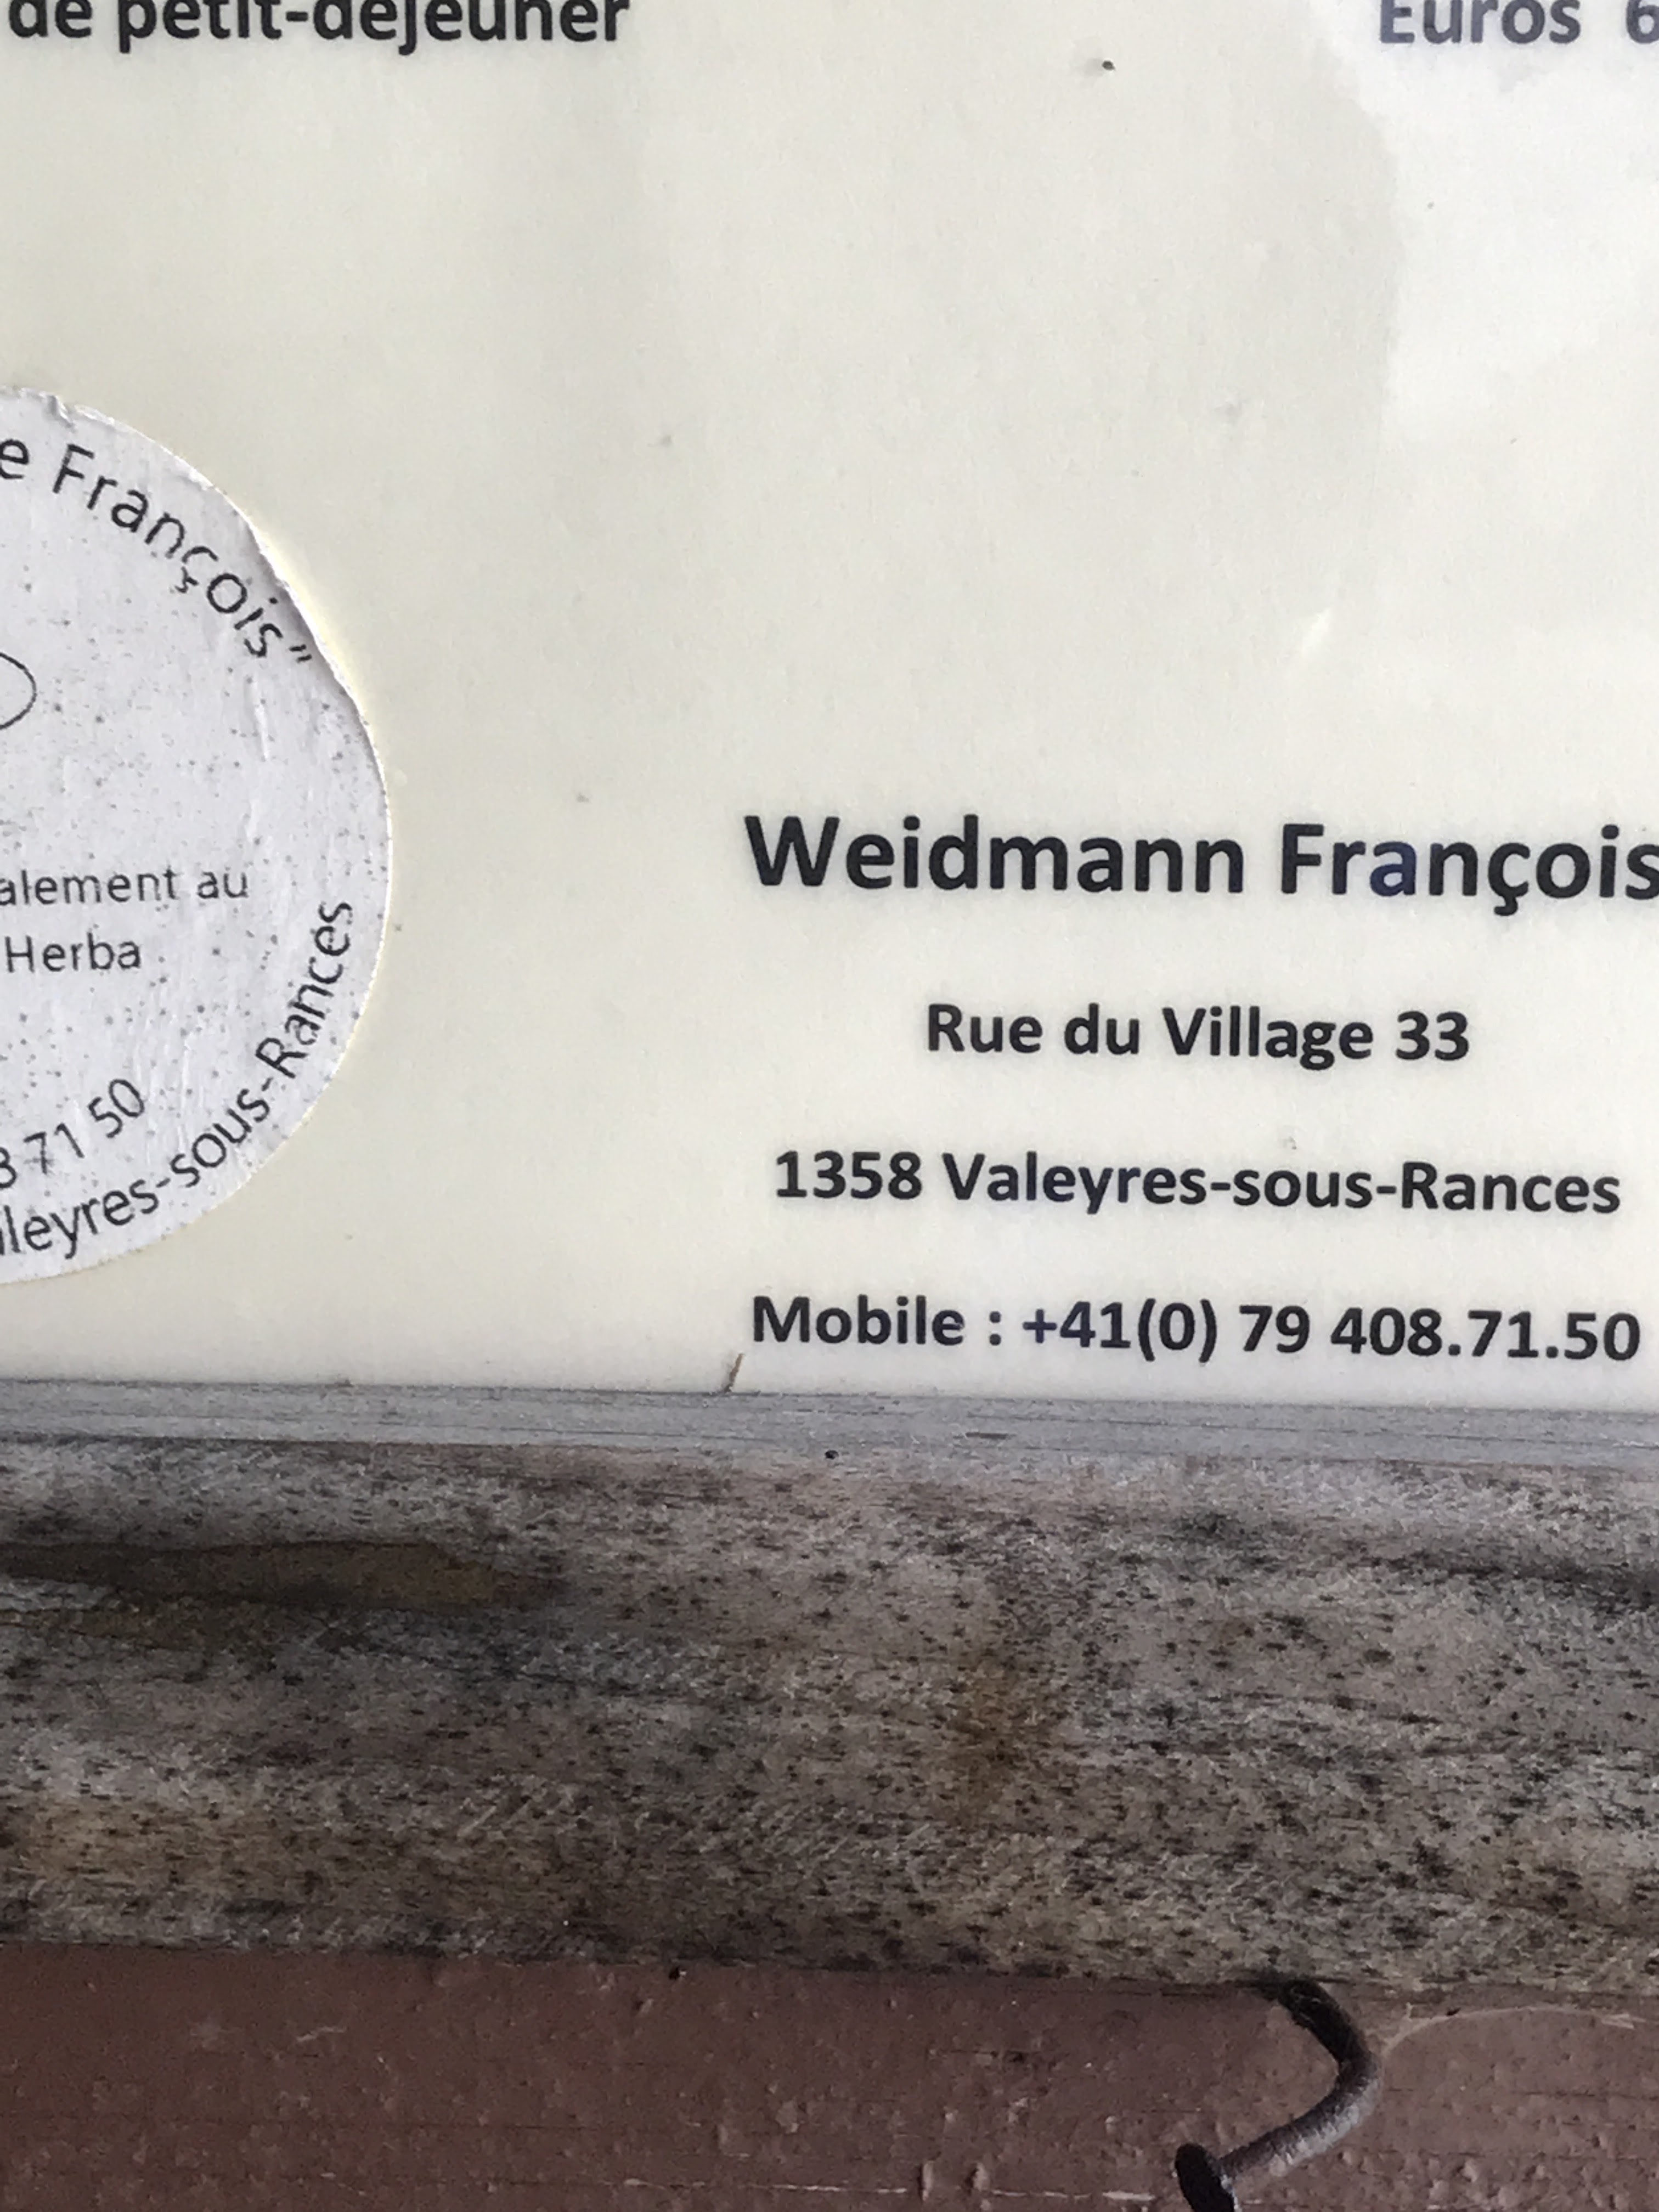 de petit-déjeuner Euros 6
e François"
alement au
Herba
3 71 50
leyres-sous-Rances
Weidmann François
Rue du Village 33
1358 Valeyres-sous-Rances
Mobile : +41(0) 79 408.71.50